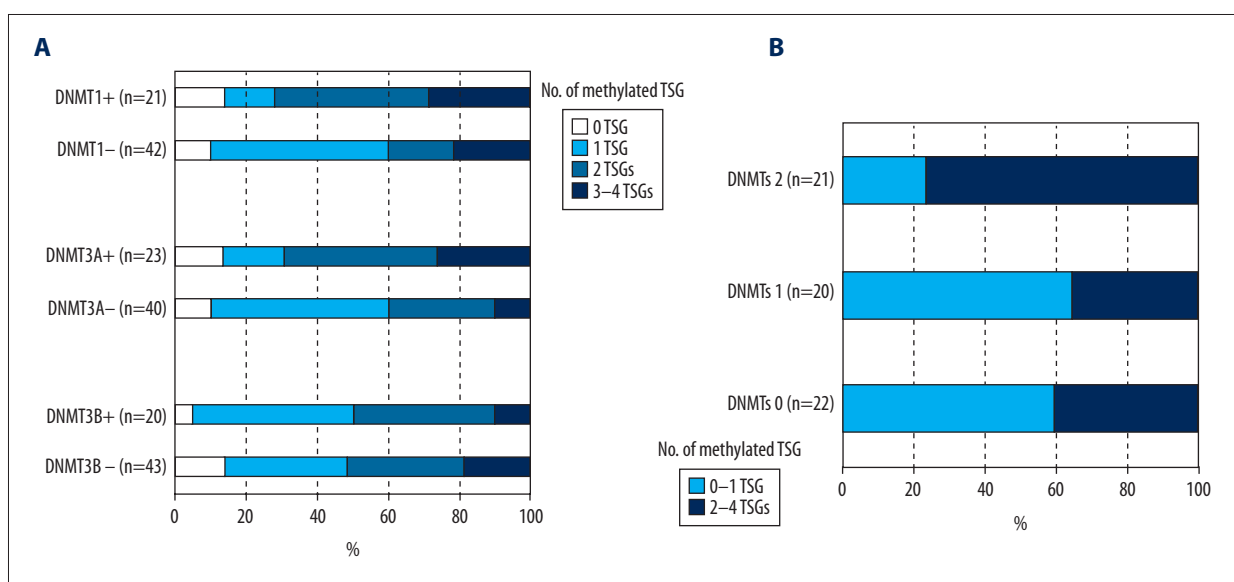 A
DNMT1+ (n=21)
DNMT1– (n=42)
DNMT3A+ (n=23)
DNMT3A– (n=40)
DNMT3B+ (n=20)
DNMT3B – (n=43)
0 20 40 60 80 100
%
No. of methylated TSG
0 TSG
1 TSG
2 TSGs
3–4 TSGs
B
DNMTs 2 (n=21)
DNMTs 1 (n=20)
DNMTs 0 (n=22)
0 20 40 60 80 100
%
No. of methylated TSG
0–1 TSG
2–4 TSGs